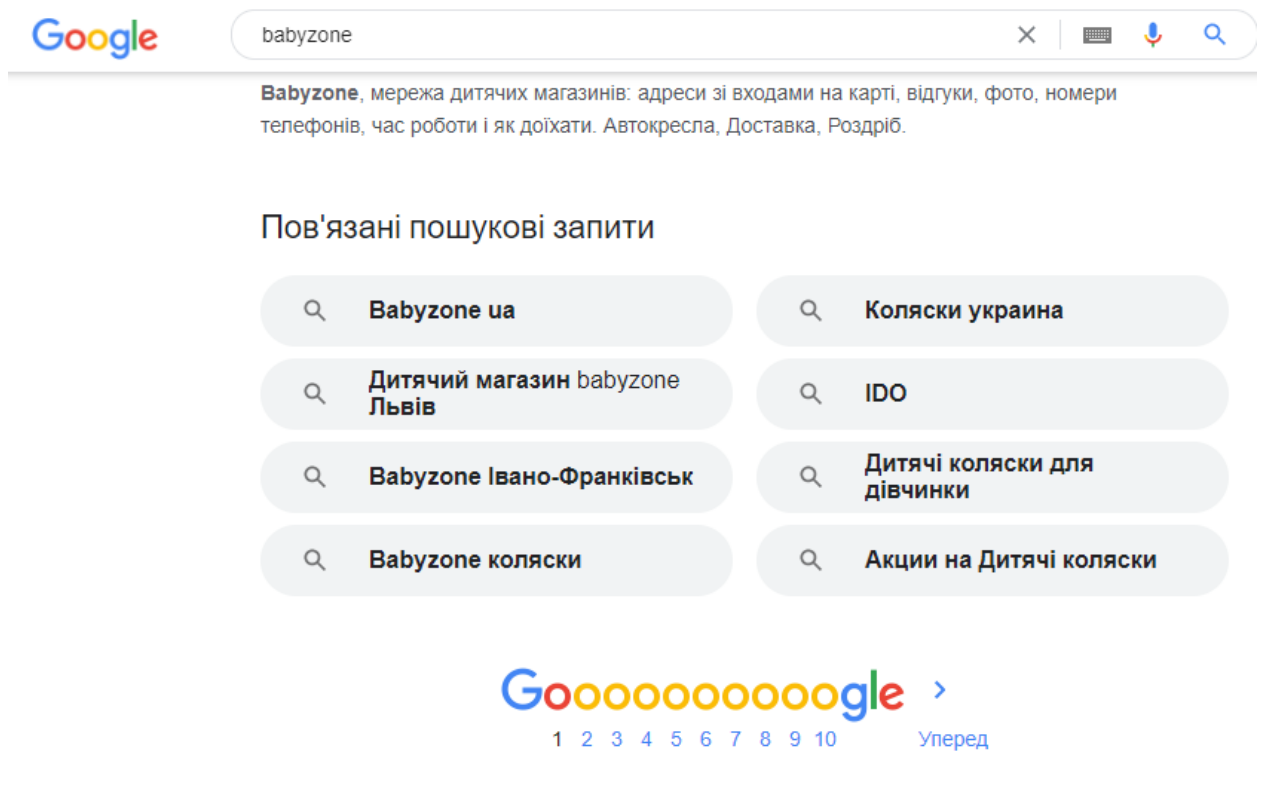 Google
babyzone
Babyzone, мережа дитячих магазинів: адреси зі входами на карті, відгуки, фото, номери
телефонів, час роботи і як доїхати. Автокресла, Доставка, Роздріб.
Пов'язані пошукові запити
Babyzone ua
Коляски украина
Дитячий магазин babyzone
Львів
IDO
Babyzone Івано-Франківськ
Дитячі коляски для
дівчинки
Babyzone коляски
Акции на Дитячі коляски
Goooooooooogle >
1 2 3 4 5 6 7 8 9 10 Уперед